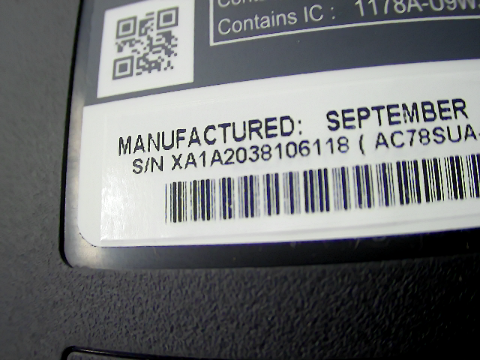 Contains IC : 1178A-U9W
MANUFACTURED: SEPTEMBER
S/N XA1A2038106118 ( AC78SUA-